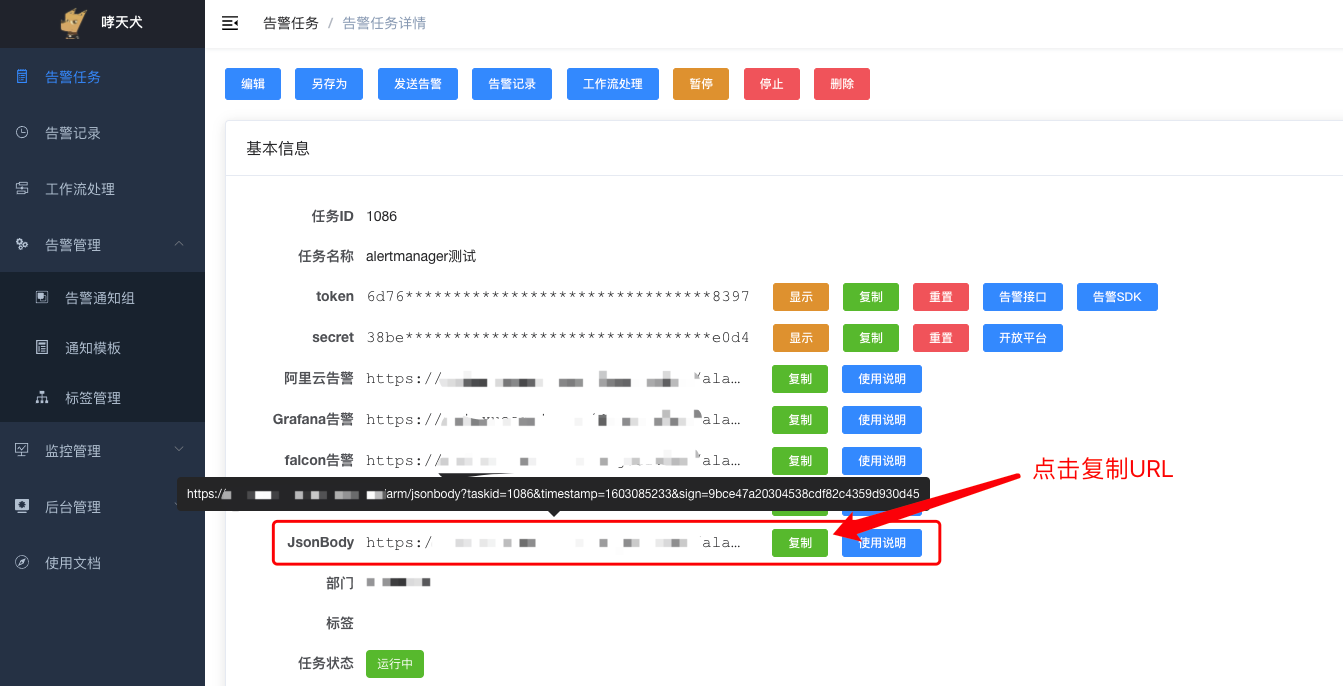 哮天犬
告警任务 / 告警任务详情
告警任务
告警记录
工作流处理
告警管理
告警通知组
通知模板
标签管理
监控管理
后台管理
使用文档
编辑 另存为 发送告警 告警记录 工作流处理 暂停 停止 删除
基本信息
任务ID 1086
任务名称 alertmanager测试
token 6d76********************************8397 显示 复制 重置 告警接口 告警SDK
secret 38be********************************e0d4 显示 复制 重置 开放平台
阿里云告警 https:// /ala… 复制 使用说明
Grafana告警 https:// /ala… 复制 使用说明
falcon告警 https:// /ala… 复制 使用说明
点击复制URL
https:// /arm/jsonbody?taskid=1086&timestamp=1603085233&sign=9bce47a20304538cdf82c4359d930d45
JsonBody https:/ ala… 复制 使用说明
部门
标签
任务状态 运行中